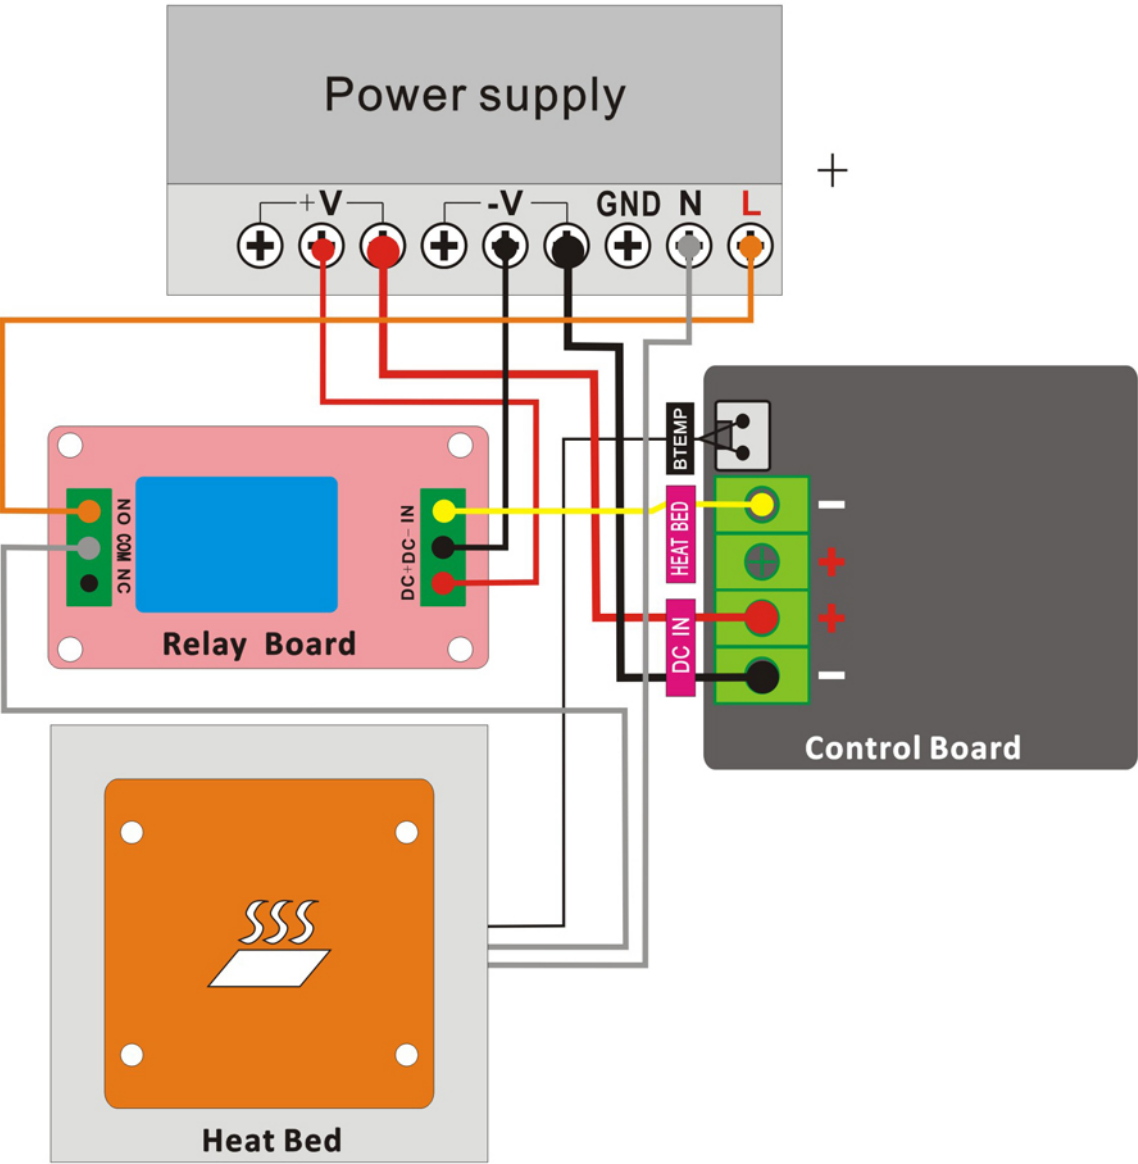 Power supply
+V -V GND N L
BTEMP
HEAT BED
DC IN
NO COM NC
DC+DC- IN
Relay Board
Control Board
Heat Bed